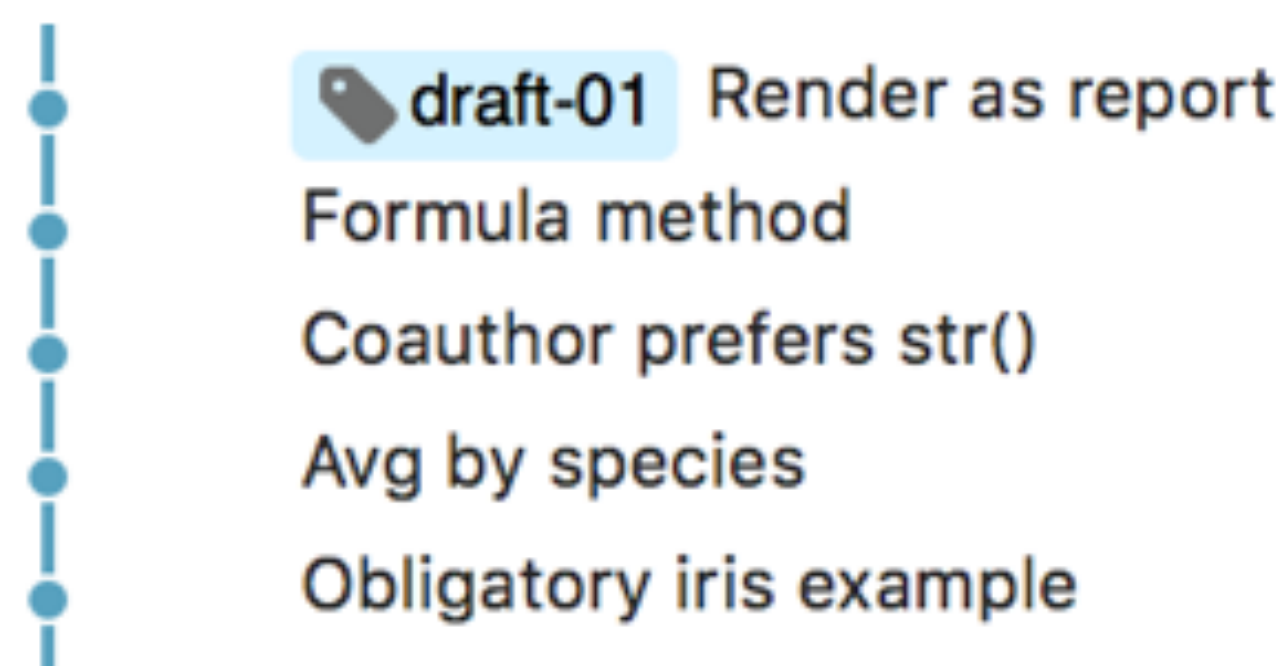 draft-01 Render as report
Formula method
Coauthor prefers str()
Avg by species
Obligatory iris example